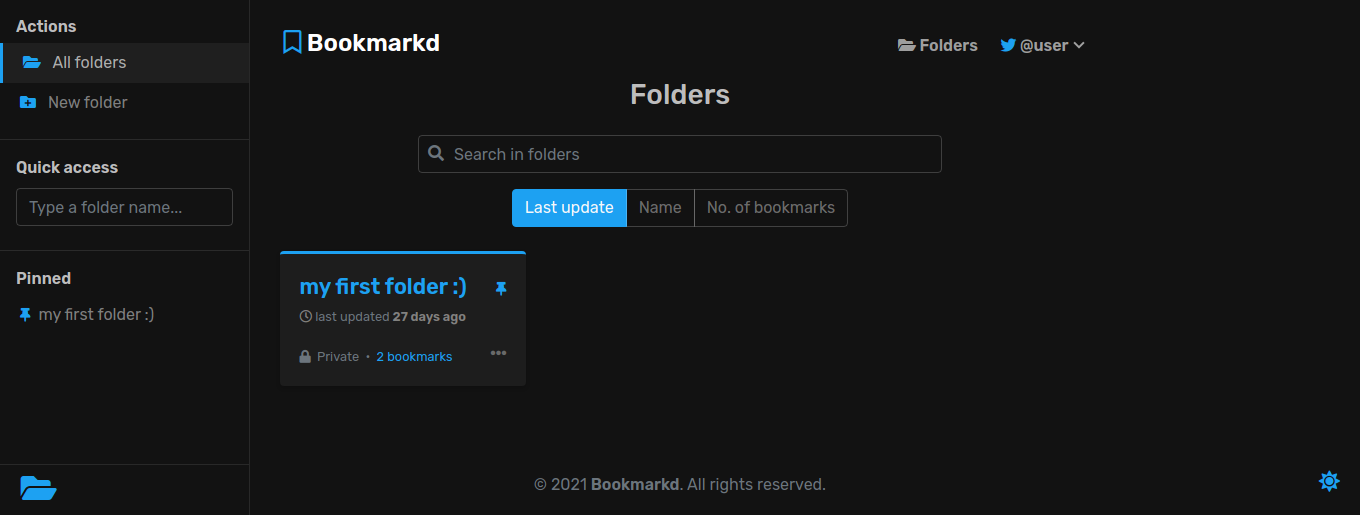 Actions
All folders
New folder
Quick access
Type a folder name...
Pinned
my first folder :)
Bookmarkd
Folders
@user
Folders
Search in folders
Last update
Name
No. of bookmarks
my first folder :)
last updated 27 days ago
Private • 2 bookmarks
© 2021 Bookmarkd. All rights reserved.